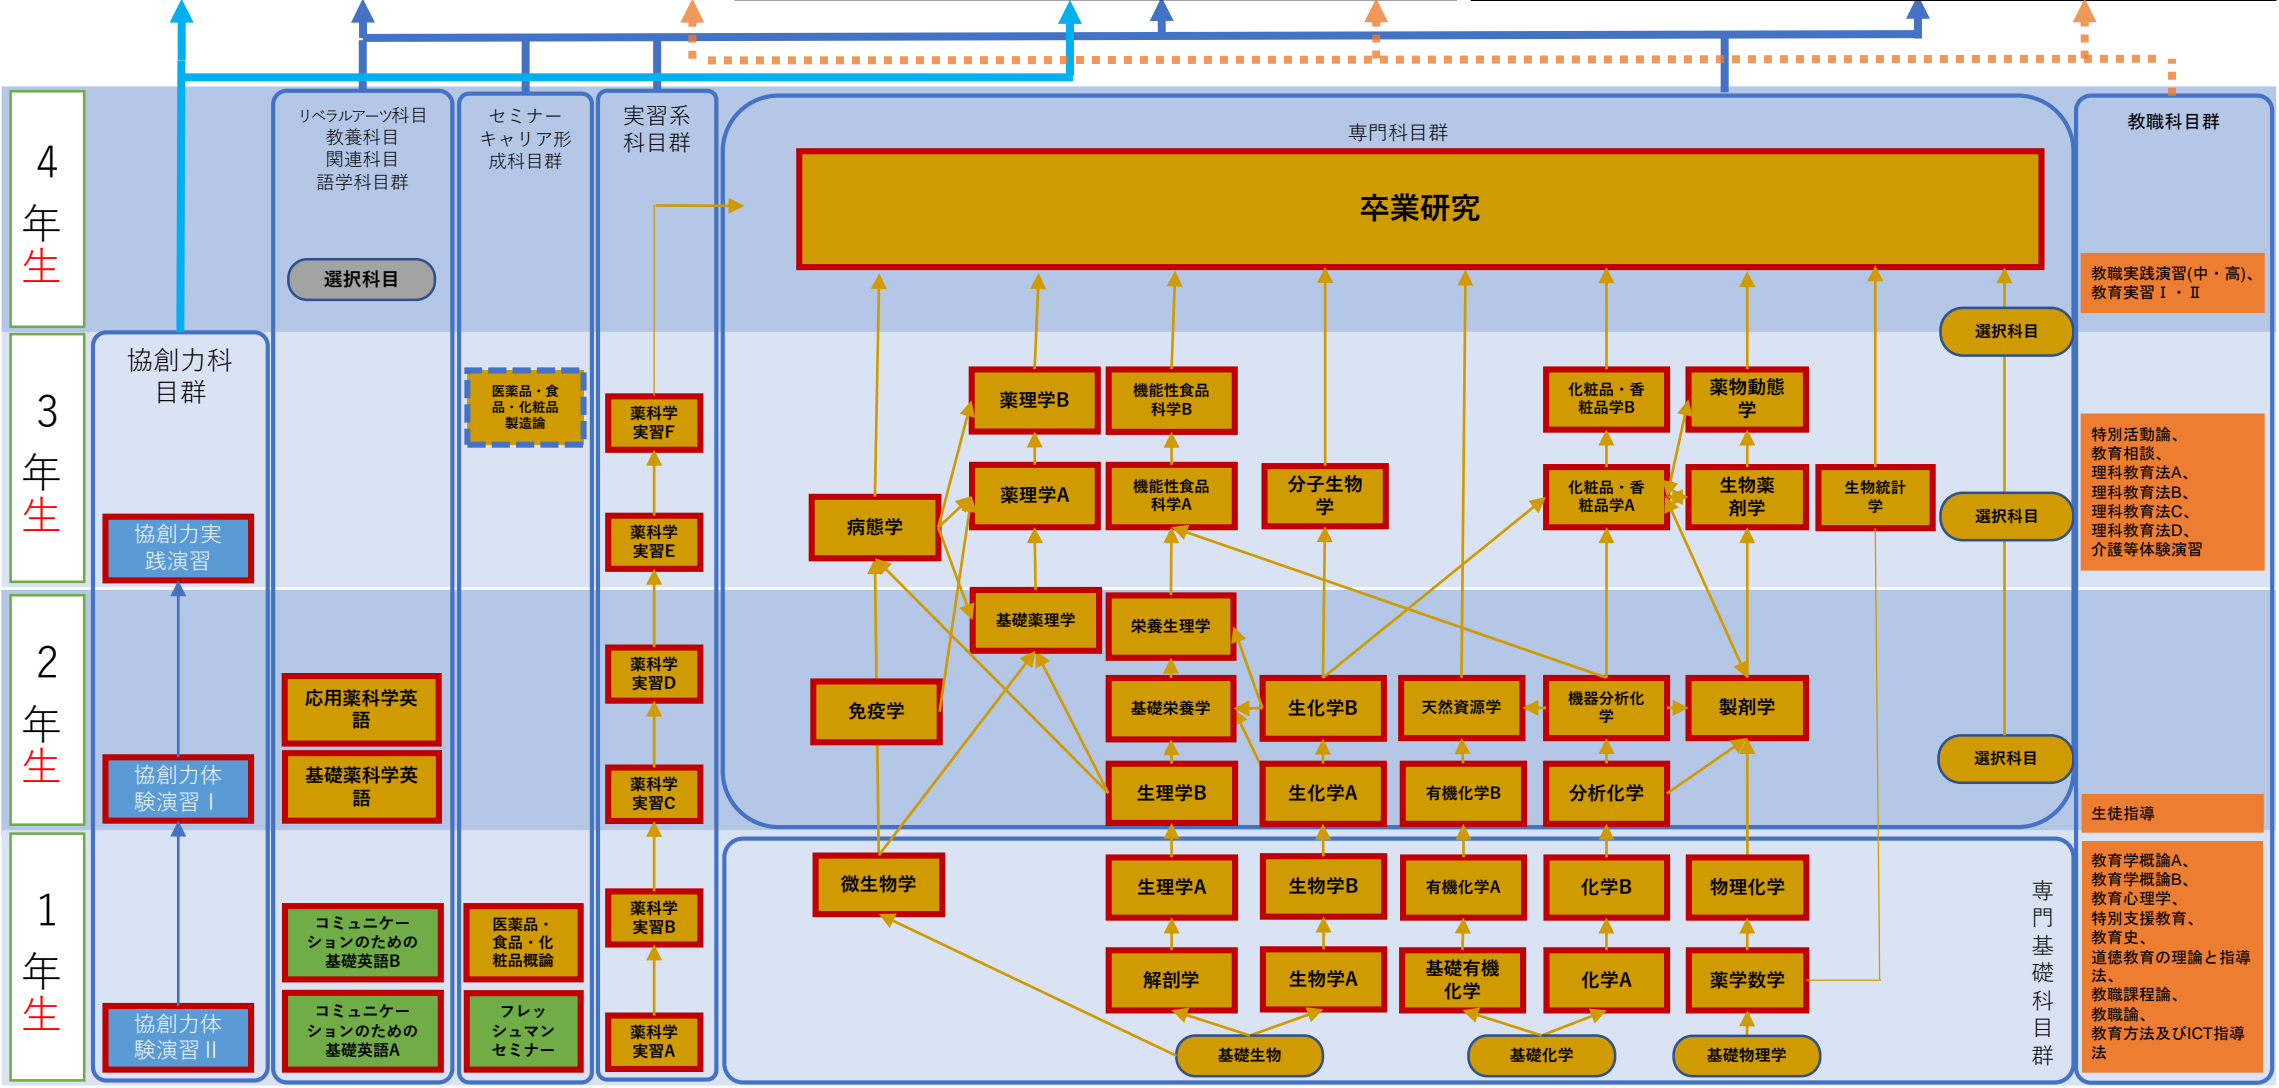 4
年
生
3
年
生
2
年
生
1
年
生
協創力科
目群
協創力実
践演習
協創力体
験演習Ⅰ
協創力体
験演習Ⅱ
リベラルアーツ科目
教養科目
関連科目
語学科目群
選択科目
応用薬科学英
語
基礎薬科学英
語
コミュニケー
ションのための
基礎英語B
コミュニケー
ションのための
基礎英語A
セミナー
キャリア形
成科目群
医薬品・食
品・化粧品
製造論
医薬品・
食品・化
粧品概論
フレッ
シュマン
セミナー
実習系
科目群
薬科学
実習F
薬科学
実習E
薬科学
実習D
薬科学
実習C
薬科学
実習B
薬科学
実習A
専門科目群
卒業研究
選択科目
薬理学B
機能性食品
科学B
化粧品・香
粧品学B
薬物動態
学
病態学
薬理学A
機能性食品
科学A
分子生物
学
化粧品・香
粧品学A
生物薬
剤学
生物統計
学
選択科目
基礎薬理学
栄養生理学
免疫学
基礎栄養学
生化学B
天然資源学
機器分析化
学
製剤学
選択科目
生理学B
生化学A
有機化学B
分析化学
微生物学
生理学A
生物学B
有機化学A
化学B
物理化学
解剖学
生物学A
基礎有機
化学
化学A
薬学数学
基礎生物
基礎化学
基礎物理学
専
門
基
礎
科
目
群
教職科目群
教職実践演習(中・高)、
教育実習Ⅰ・Ⅱ
特別活動論、
教育相談、
理科教育法A、
理科教育法B、
理科教育法C、
理科教育法D、
介護等体験演習
生徒指導
教育学概論A、
教育学概論B、
教育心理学、
特別支援教育、
教育史、
道徳教育の理論と指導
法、
教職課程論、
教職論、
教育方法及びICT指導
法